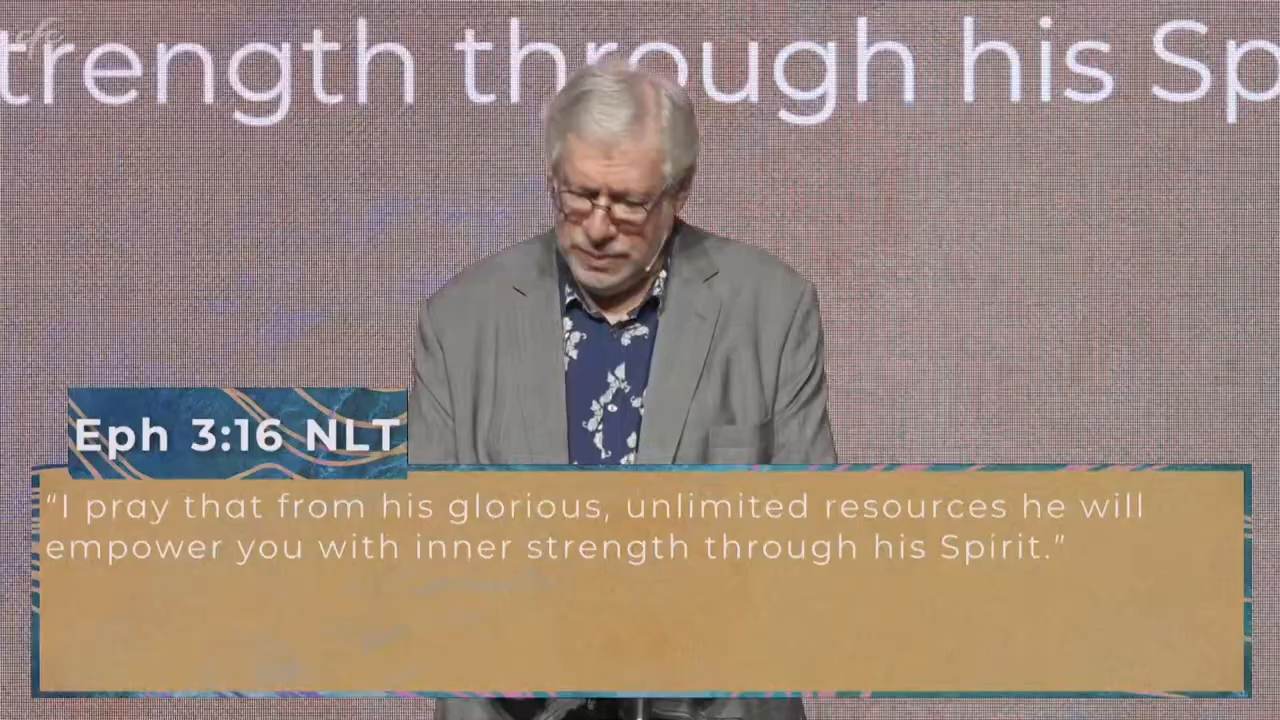 cfc
trength through his Sp
Eph 3:16 NLT
“I pray that from his glorious, unlimited resources he will
empower you with inner strength through his Spirit.”